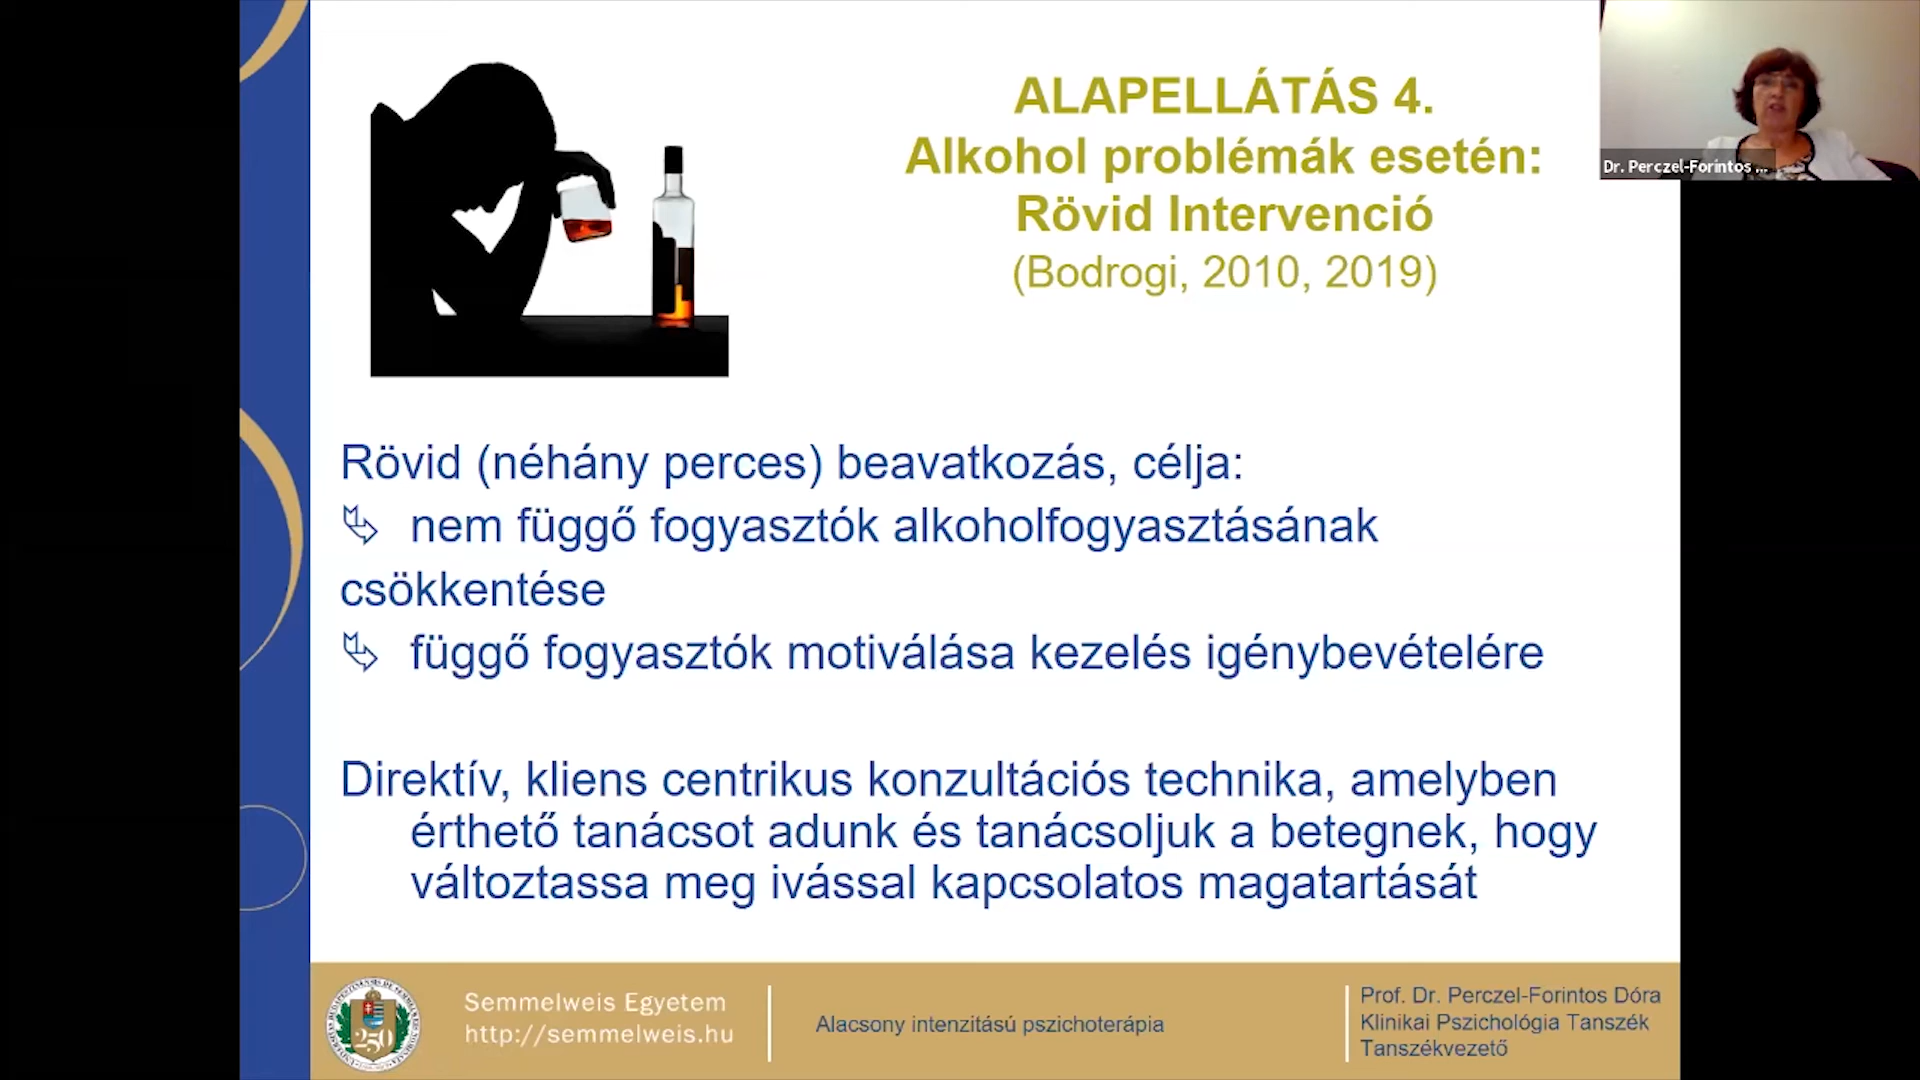 ALAPELLÁTÁS 4.
Alkohol problémák esetén:
Rövid Intervenció
(Bodrogi, 2010, 2019)
Dr. Perczel-Forintos ...
Rövid (néhány perces) beavatkozás, célja:
nem függő fogyasztók alkoholfogyasztásának
csökkentése
függő fogyasztók motiválása kezelés igénybevételére
Direktív, kliens centrikus konzultációs technika, amelyben
érthető tanácsot adunk és tanácsoljuk a betegnek, hogy
változtassa meg ivással kapcsolatos magatartását
250
Semmelweis Egyetem
http://semmelweis.hu
Alacsony intenzitású pszichoterápia
Prof. Dr. Perczel-Forintos Dóra
Klinikai Pszichológia Tanszék
Tanszékvezető